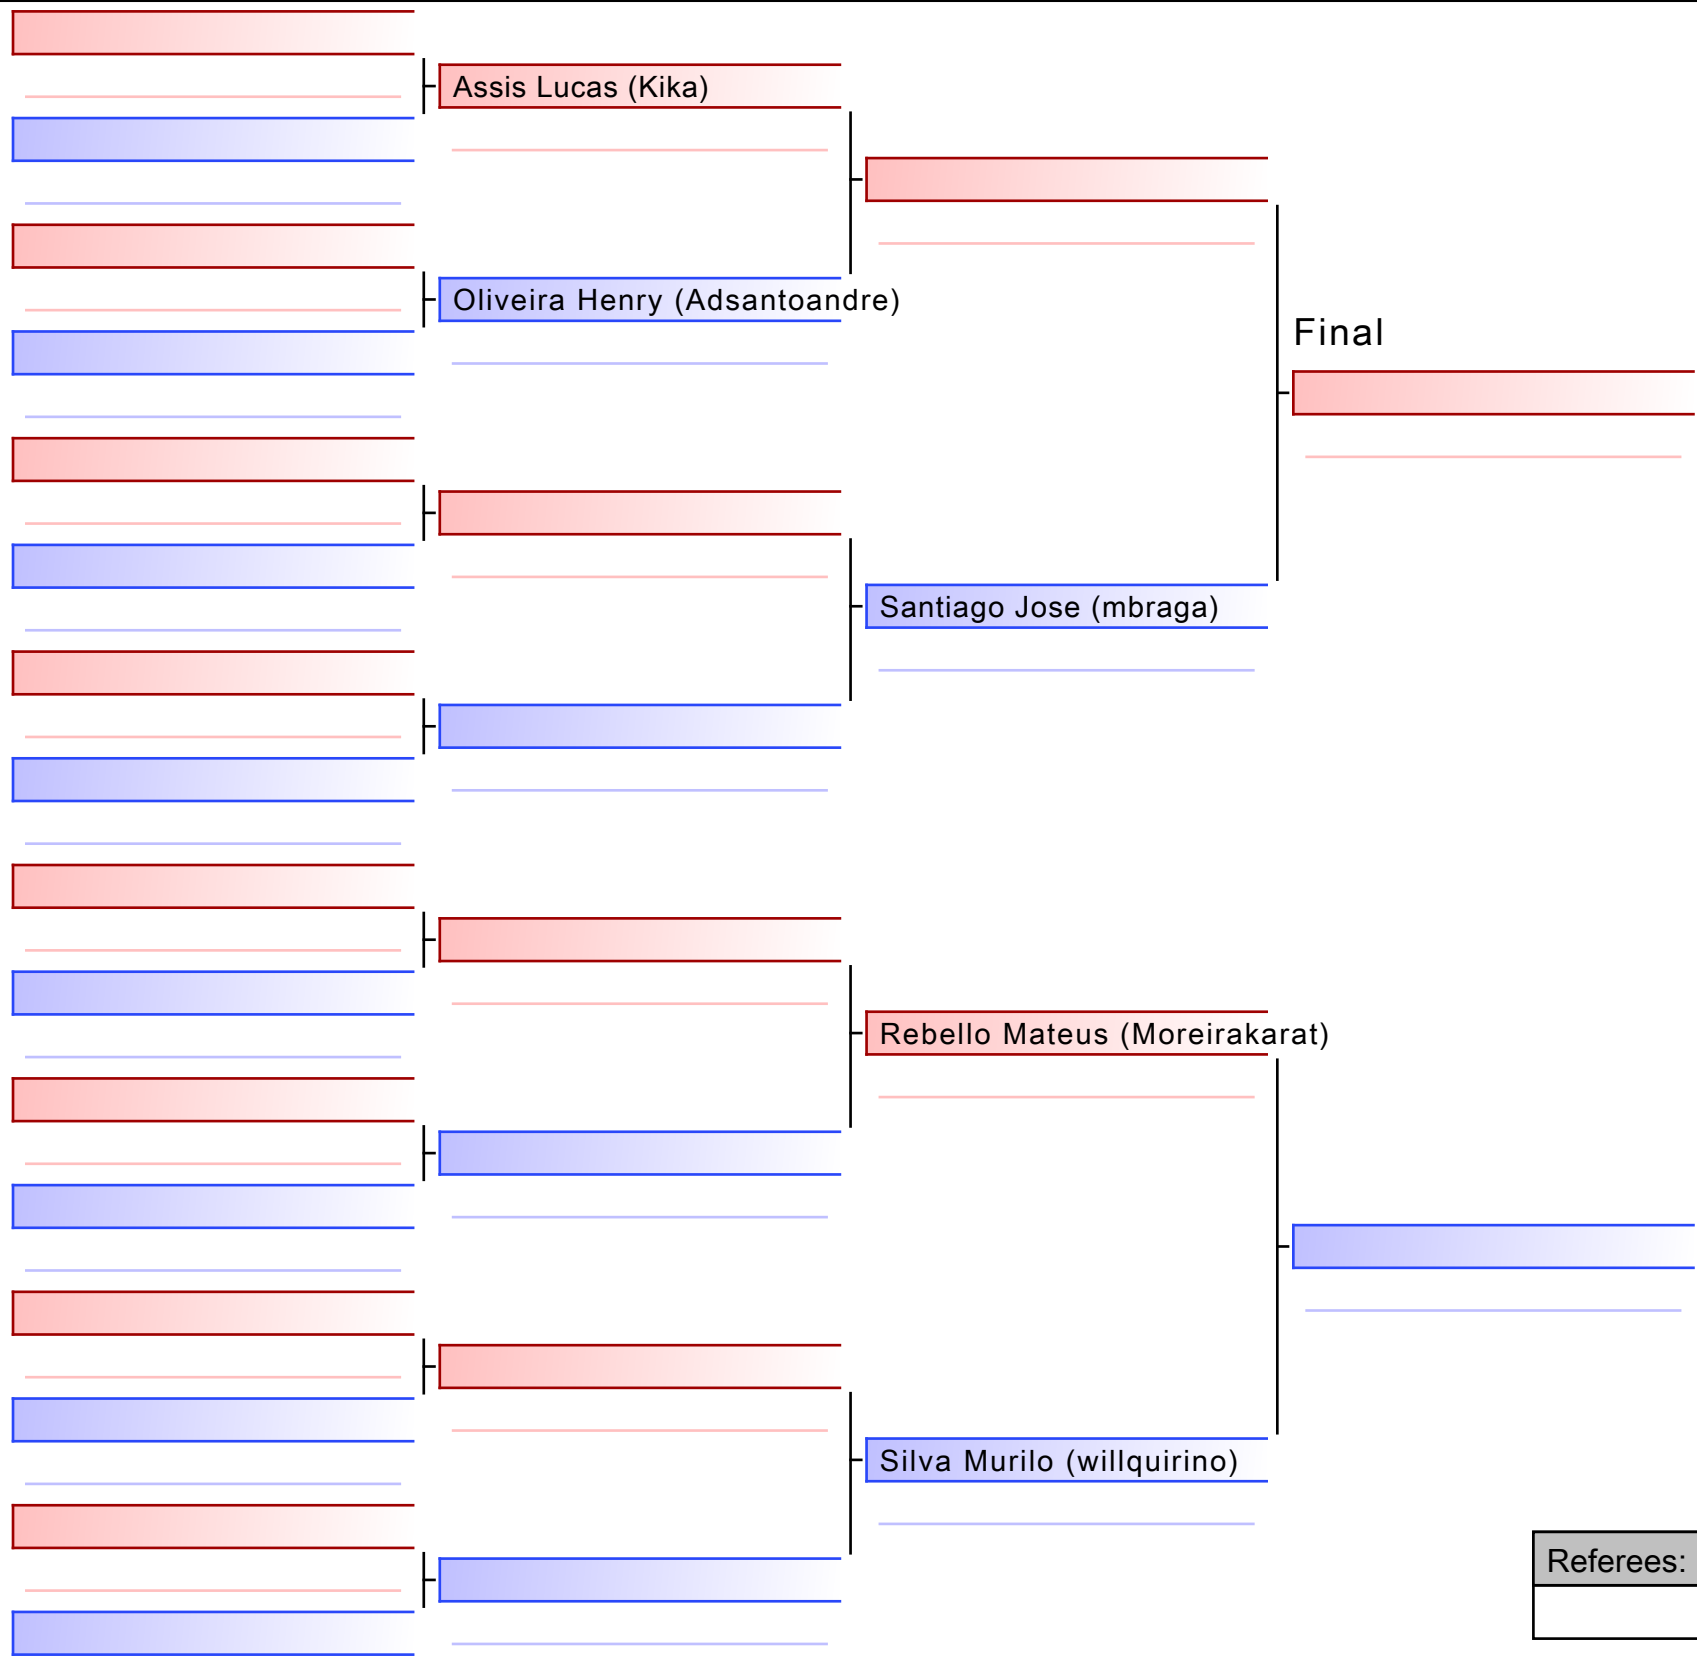 Assis Lucas (Kika)
Oliveira Henry (Adsantoandre)
Final
Santiago Jose (mbraga)
Rebello Mateus (Moreirakarat)
Silva Murilo (willquirino)
Referees: